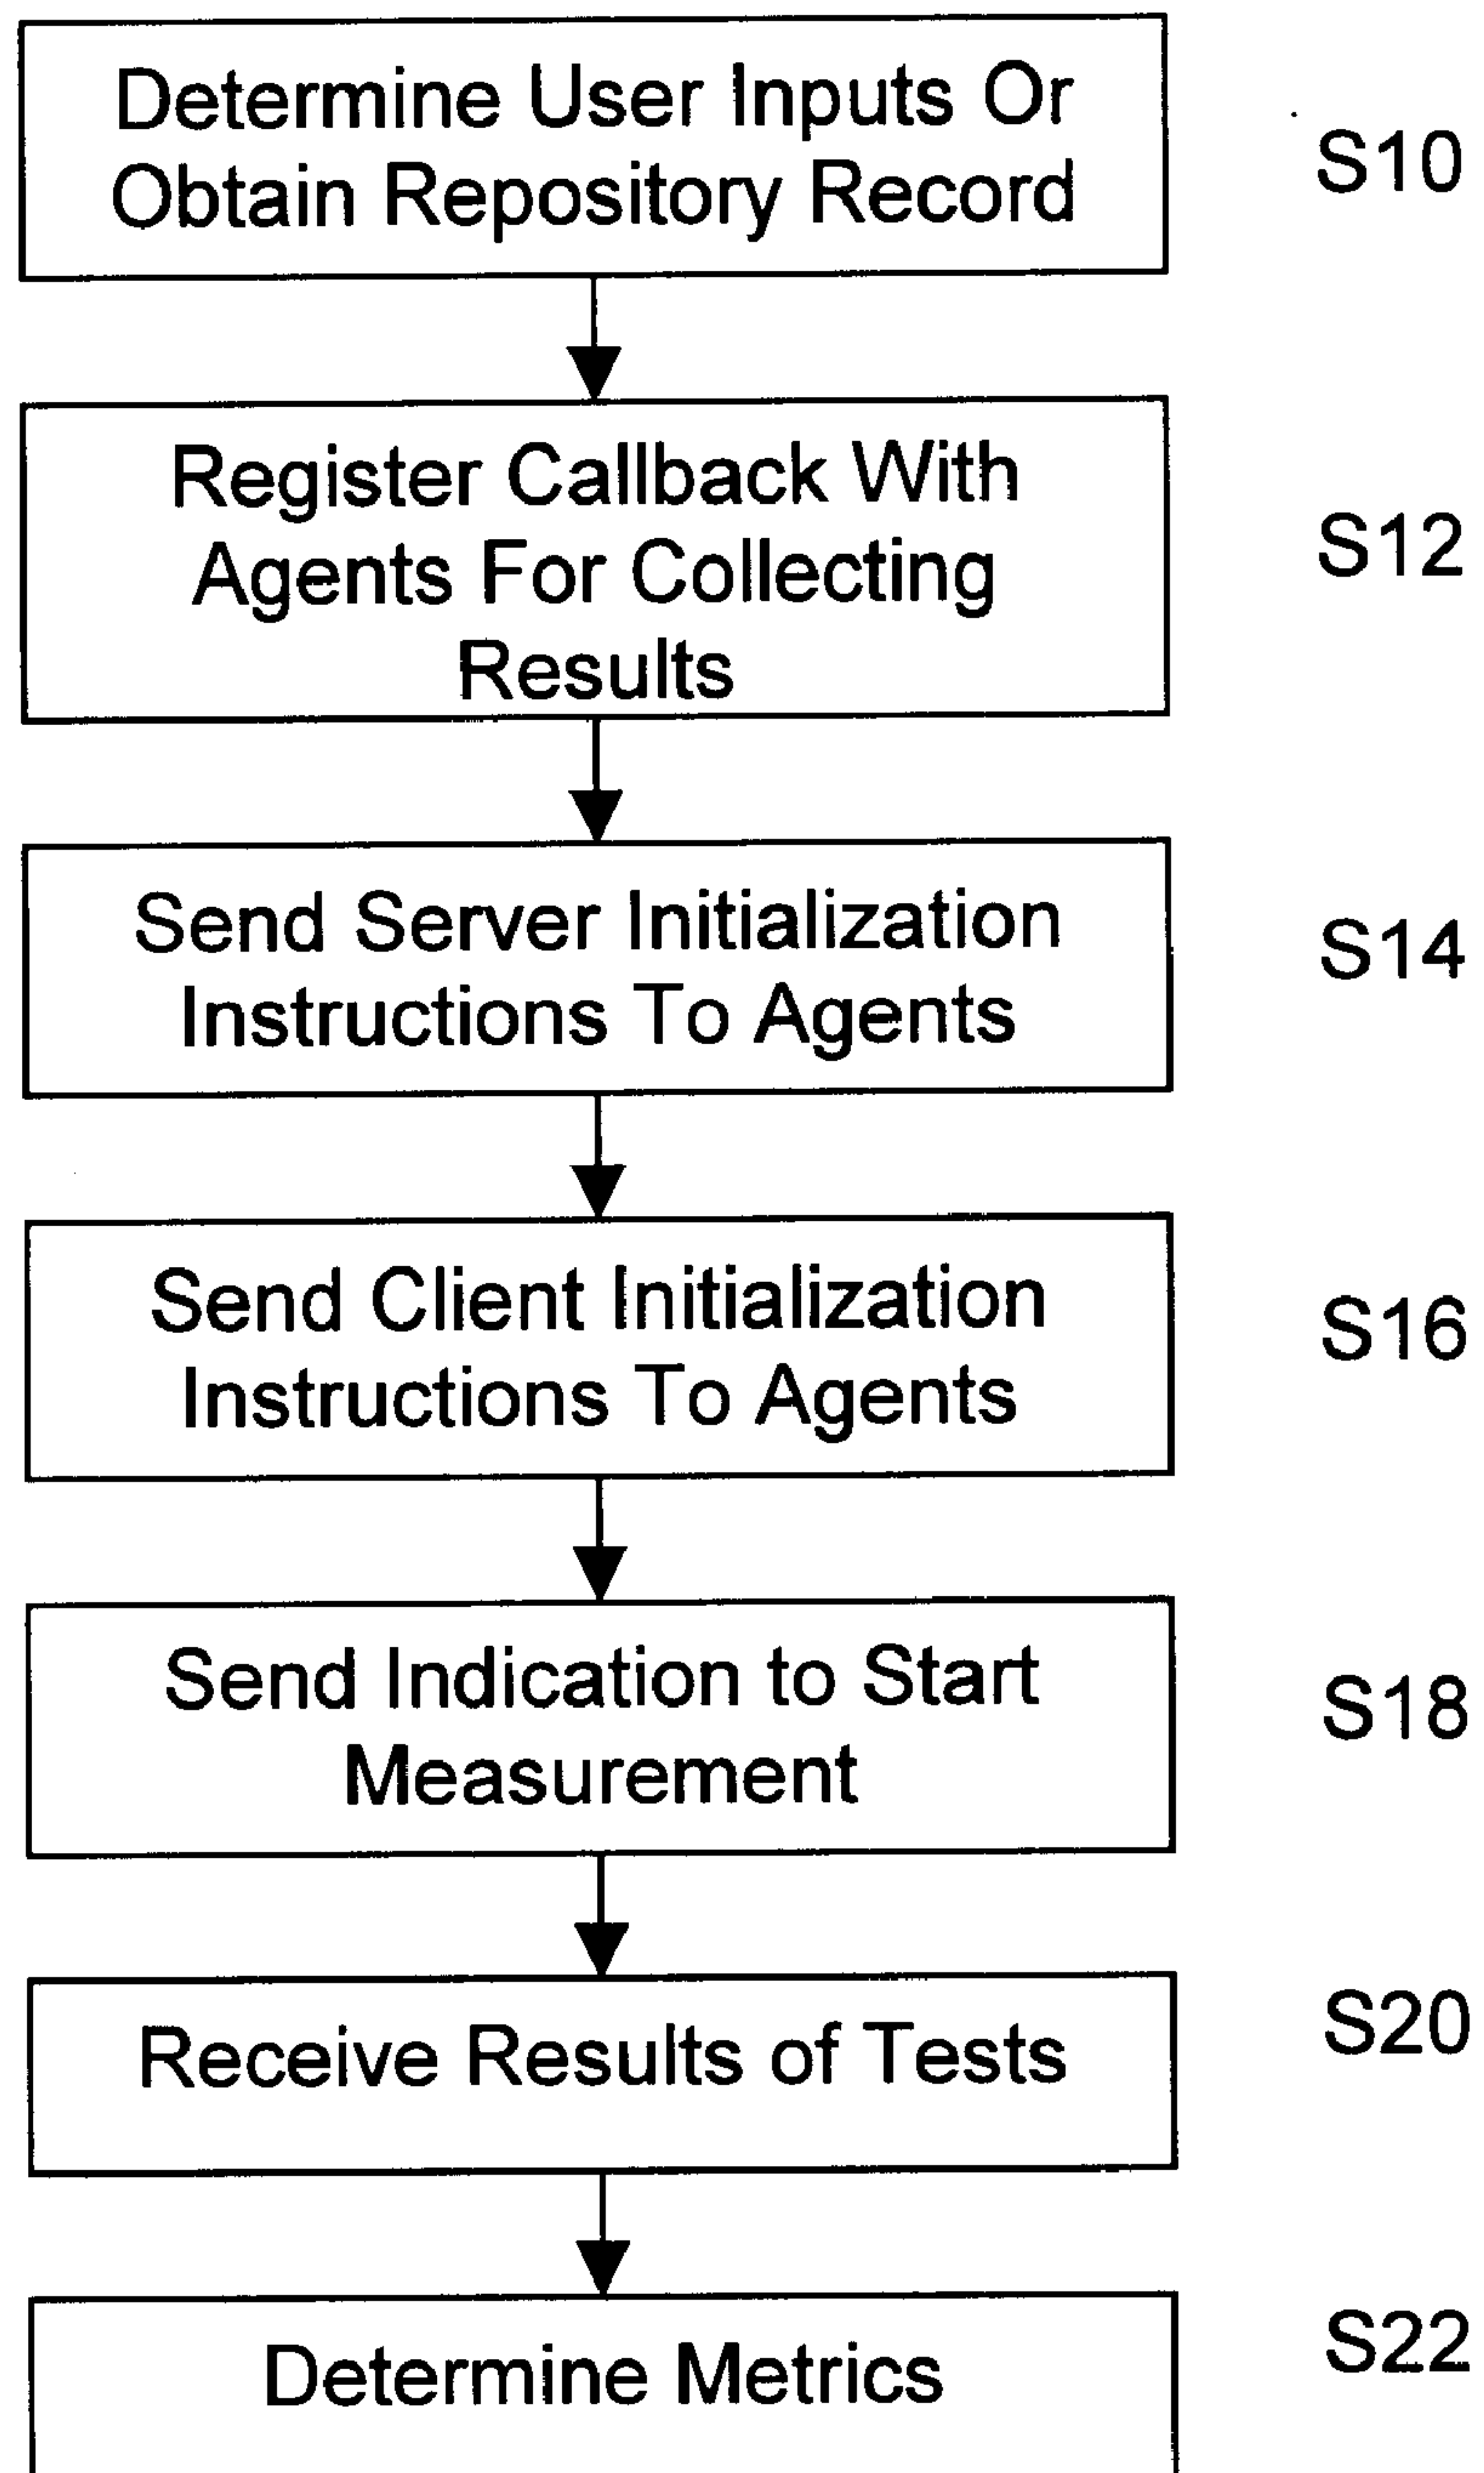 Determine User Inputs Or
Obtain Repository Record
S10
Register Callback With
Agents For Collecting
Results
S12
Send Server Initialization
Instructions To Agents
S14
Send Client Initialization
Instructions To Agents
S16
Send Indication to Start
Measurement
S18
Receive Results of Tests
S20
Determine Metrics
S22